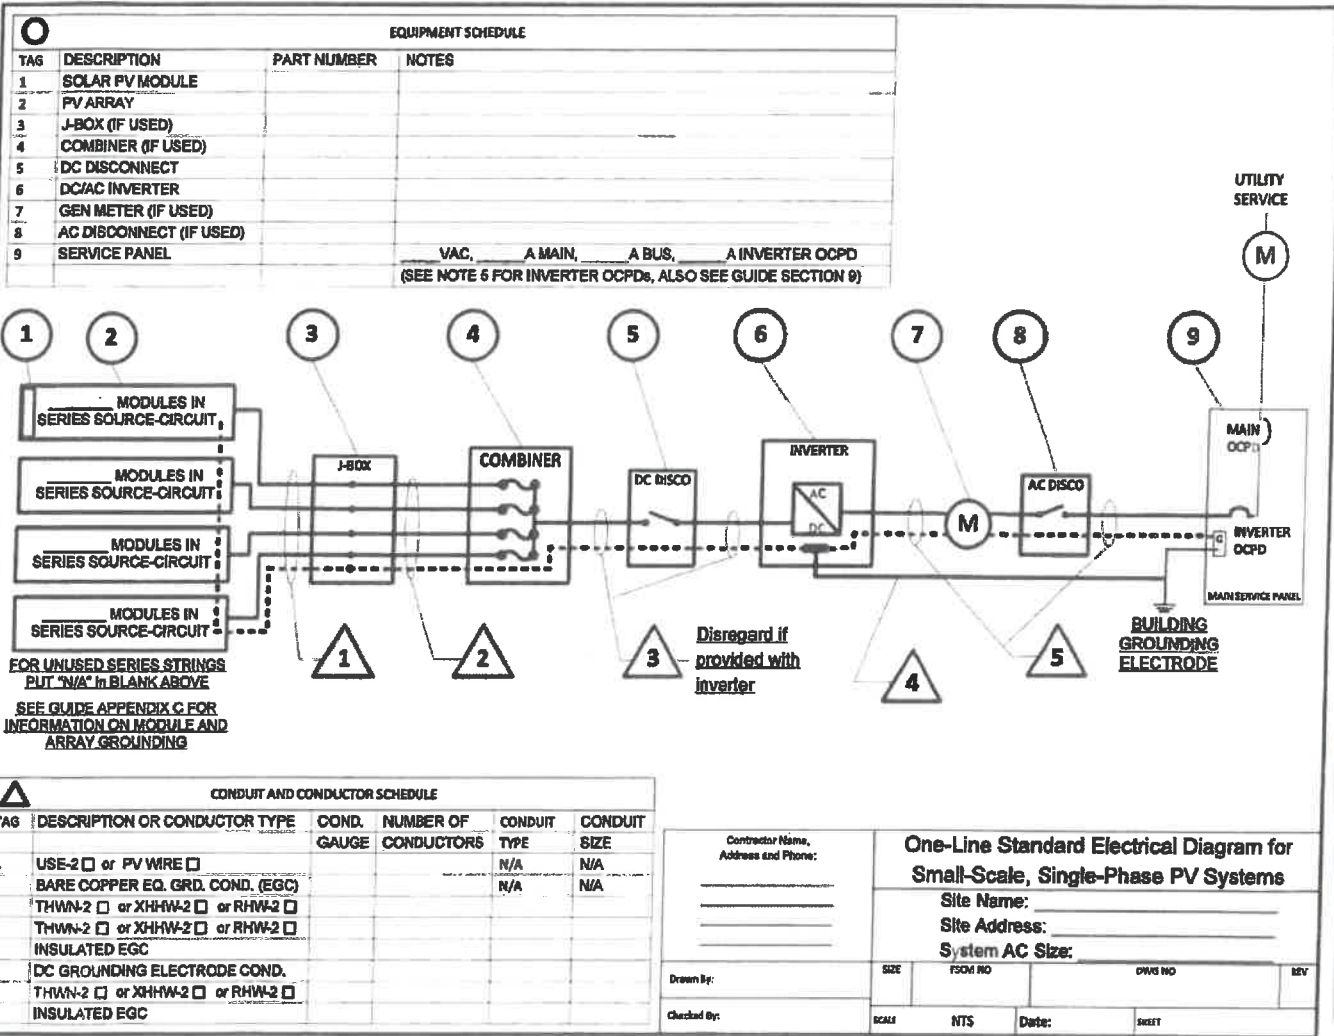 EQUIPMENT SCHEDULE
TAG DESCRIPTION PART NUMBER NOTES
1 SOLAR PV MODULE
2 PV ARRAY
3 J-BOX (IF USED)
4 COMBINER (IF USED)
5 DC DISCONNECT
6 DC/AC INVERTER
7 GEN METER (IF USED)
8 AC DISCONNECT (IF USED)
9 SERVICE PANEL ____VAC, ____A MAIN, ____A BUS, ____A INVERTER OCPD
(SEE NOTE 5 FOR INVERTER OCPDs, ALSO SEE GUIDE SECTION 9)
UTILITY
SERVICE
M
1 2 3 4 5 6 7 8 9
____ MODULES IN
SERIES SOURCE-CIRCUIT
____ MODULES IN
SERIES SOURCE-CIRCUIT
____ MODULES IN
SERIES SOURCE-CIRCUIT
____ MODULES IN
SERIES SOURCE-CIRCUIT
J-BOX
COMBINER
DC DISCO
INVERTER
AC
DC
M
AC DISCO
MAIN
OCPD
INVERTER
OCPD
G
MAIN SERVICE PANEL
BUILDING
GROUNDING
ELECTRODE
1
2
3
Disregard if
provided with
inverter
4
5
FOR UNUSED SERIES STRINGS
PUT "N/A" in BLANK ABOVE
SEE GUIDE APPENDIX C FOR
INFORMATION ON MODULE AND
ARRAY GROUNDING
CONDUIT AND CONDUCTOR SCHEDULE
TAG DESCRIPTION OR CONDUCTOR TYPE COND. NUMBER OF CONDUIT CONDUIT
GAUGE CONDUCTORS TYPE SIZE
USE-2 ☐ or PV WIRE ☐ N/A N/A
BARE COPPER EQ. GRD. COND. (EGC) N/A N/A
THWN-2 ☐ or XHHW-2 ☐ or RHW-2 ☐
THWN-2 ☐ or XHHW-2 ☐ or RHW-2 ☐
INSULATED EGC
DC GROUNDING ELECTRODE COND.
THWN-2 ☐ or XHHW-2 ☐ or RHW-2 ☐
INSULATED EGC
Contractor Name,
Address and Phone:
Drawn By:
Checked By:
One-Line Standard Electrical Diagram for
Small-Scale, Single-Phase PV Systems
Site Name:
Site Address:
System AC Size:
SIZE FSCM NO DWG NO REV
SCALE NTS Date: SHEET